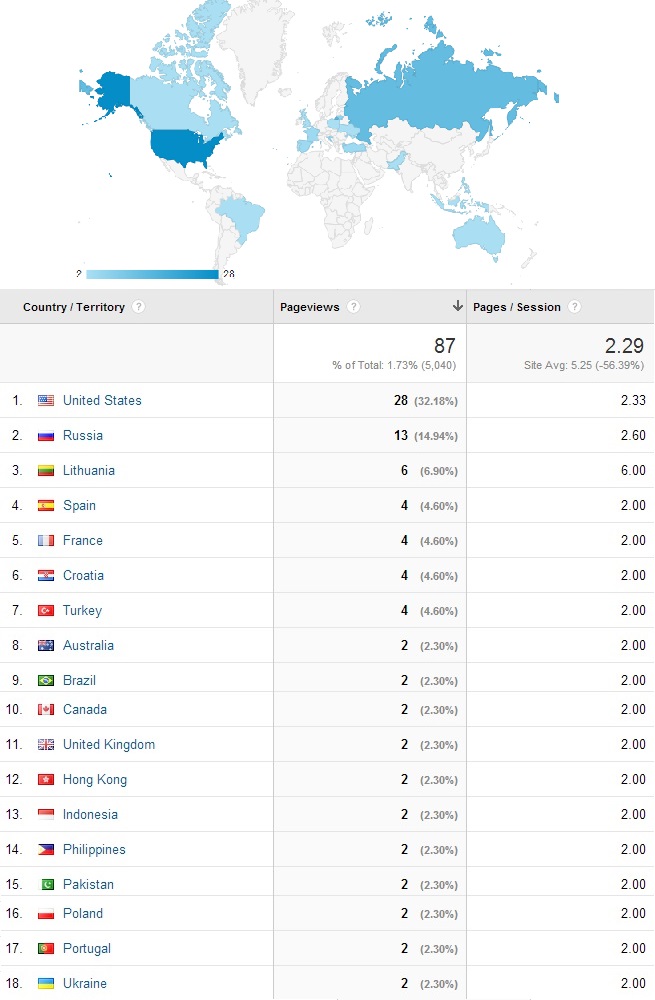 2 28
Country / Territory ? Pageviews ? Pages / Session ?
87 2.29
% of Total: 1.73% (5,040) Site Avg: 5.25 (-56.39%)
1. United States 28 (32.18%) 2.33
2. Russia 13 (14.94%) 2.60
3. Lithuania 6 (6.90%) 6.00
4. Spain 4 (4.60%) 2.00
5. France 4 (4.60%) 2.00
6. Croatia 4 (4.60%) 2.00
7. Turkey 4 (4.60%) 2.00
8. Australia 2 (2.30%) 2.00
9. Brazil 2 (2.30%) 2.00
10. Canada 2 (2.30%) 2.00
11. United Kingdom 2 (2.30%) 2.00
12. Hong Kong 2 (2.30%) 2.00
13. Indonesia 2 (2.30%) 2.00
14. Philippines 2 (2.30%) 2.00
15. Pakistan 2 (2.30%) 2.00
16. Poland 2 (2.30%) 2.00
17. Portugal 2 (2.30%) 2.00
18. Ukraine 2 (2.30%) 2.00